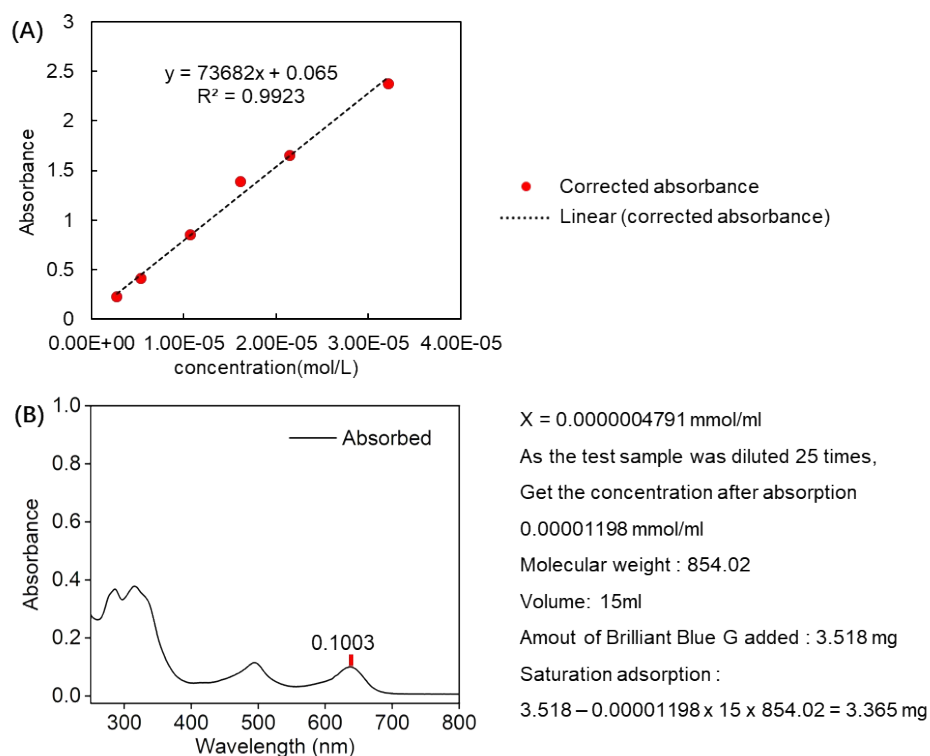 (A)
3
2.5
2
1.5
1
0.5
0
Absorbance
y = 73682x + 0.065
R² = 0.9923
0.00E+00 1.00E-05 2.00E-05 3.00E-05 4.00E-05
concentration(mol/L)
Corrected absorbance
Linear (corrected absorbance)
(B)
1.0
0.8
0.6
0.4
0.2
0.0
Absorbance
Absorbed
0.1003
300 400 500 600 700 800
Wavelength (nm)
X = 0.0000004791 mmol/ml
As the test sample was diluted 25 times,
Get the concentration after absorption
0.00001198 mmol/ml
Molecular weight : 854.02
Volume: 15ml
Amout of Brilliant Blue G added : 3.518 mg
Saturation adsorption :
3.518 – 0.00001198 x 15 x 854.02 = 3.365 mg